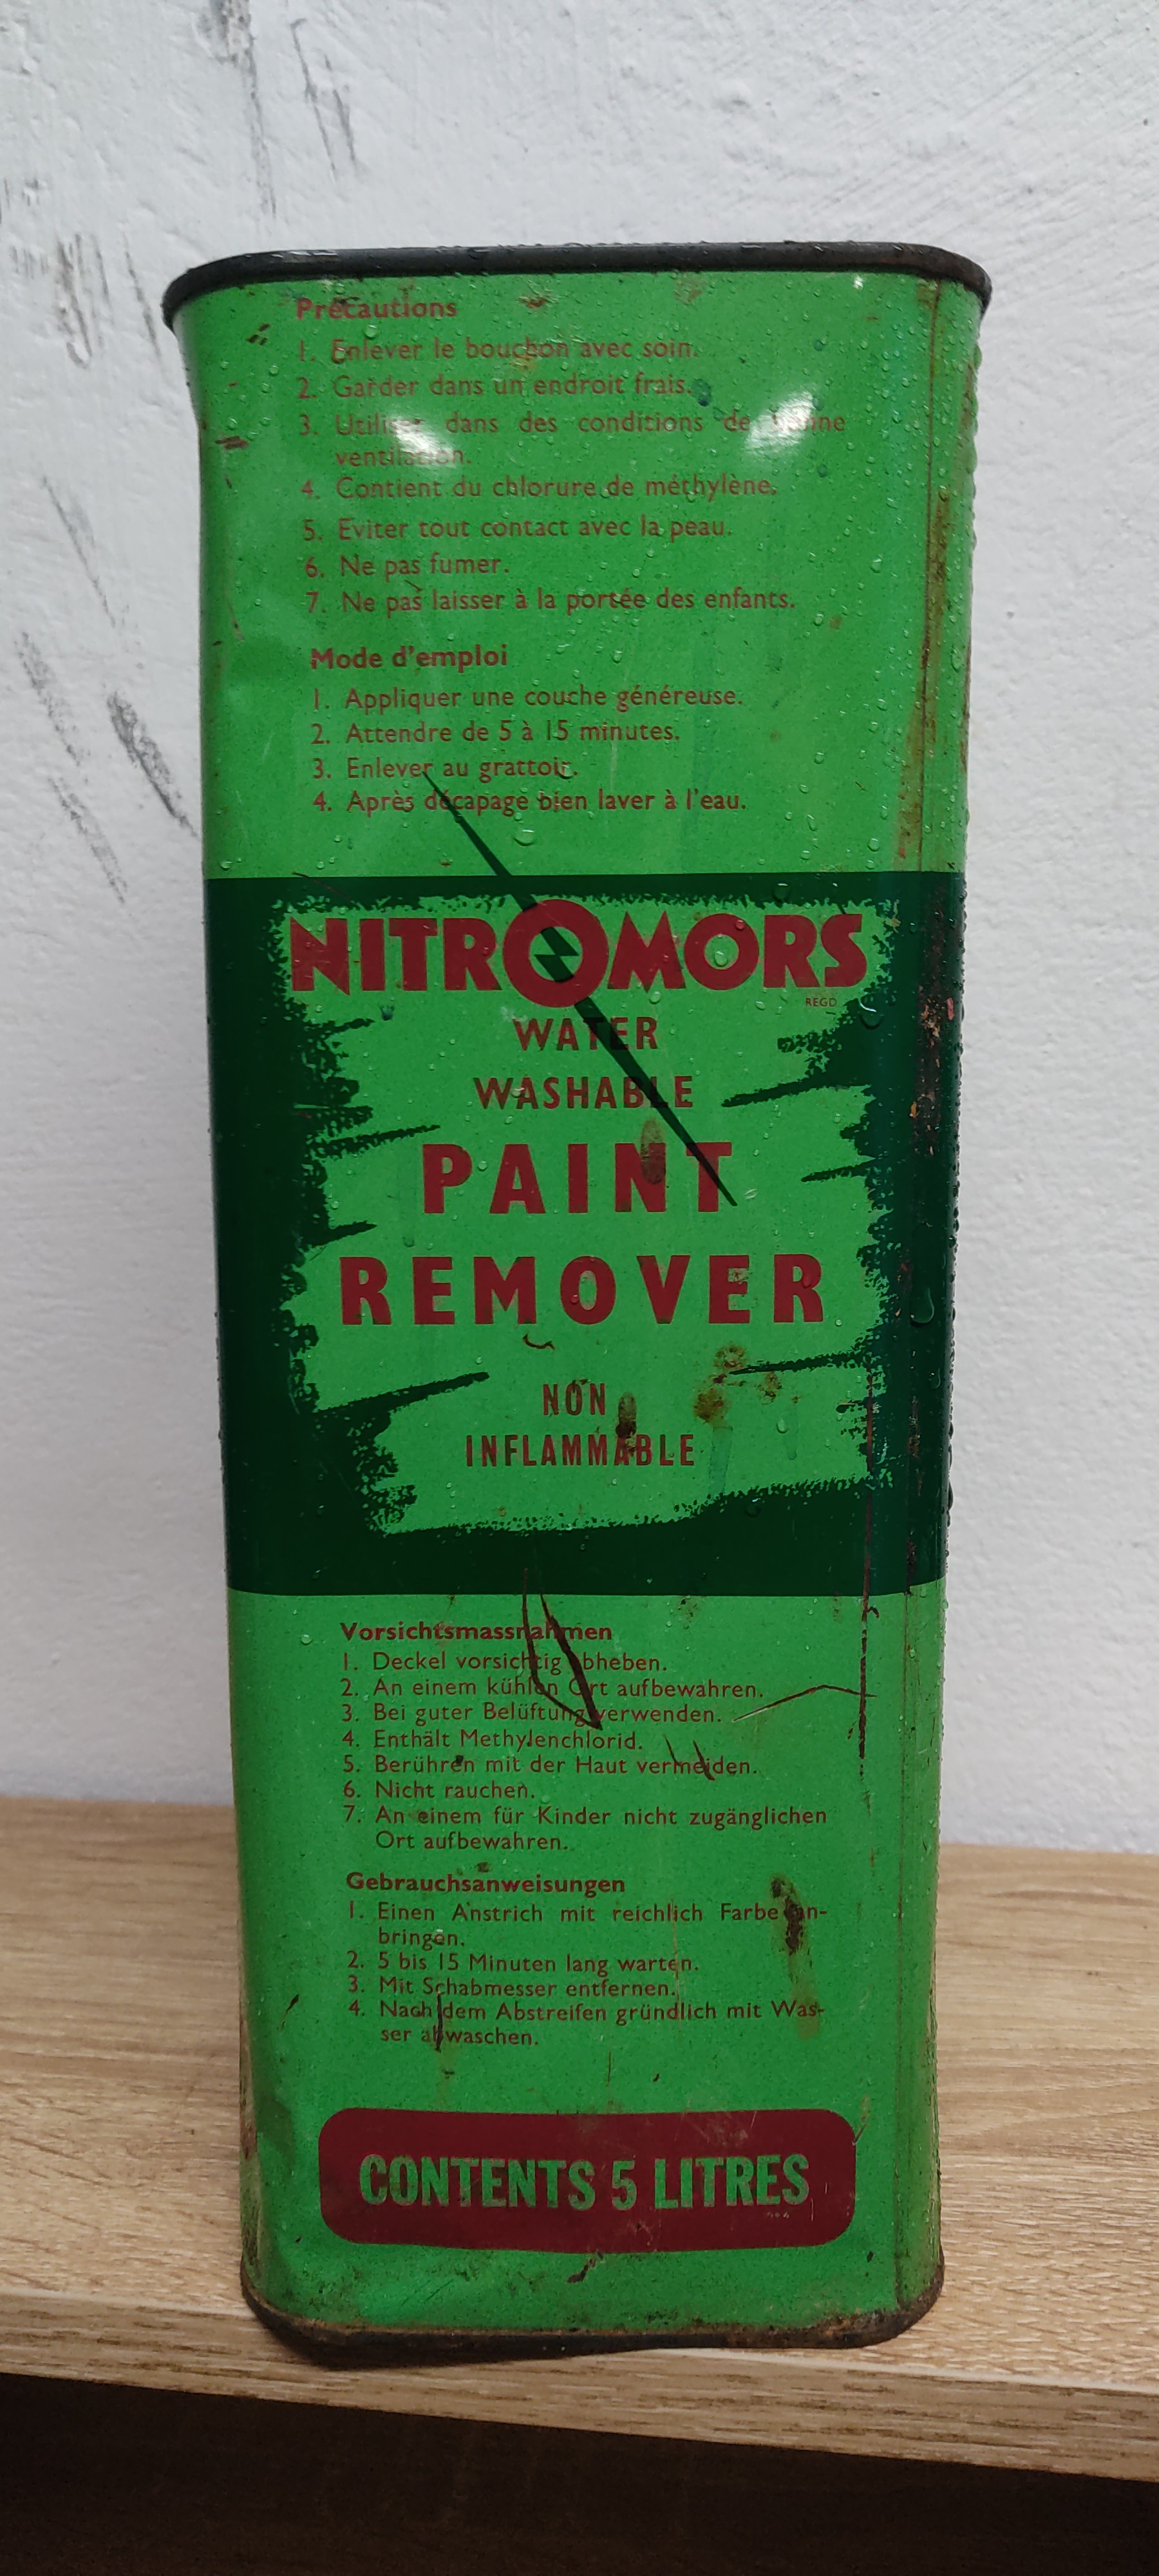 Précautions
1. Enlever le bouchon avec soin.
2. Garder dans un endroit frais.
3. Utiliser dans des conditions de bonne
ventilation.
4. Contient du chlorure de méthylène.
5. Eviter tout contact avec la peau.
6. Ne pas fumer.
7. Ne pas laisser à la portée des enfants.
Mode d'emploi
1. Appliquer une couche généreuse.
2. Attendre de 5 à 15 minutes.
3. Enlever au grattoir.
4. Après décapage bien laver à l'eau.
NITROMORS
REGD
WATER
WASHABLE
PAINT
REMOVER
NON
INFLAMMABLE
Vorsichtsmassnahmen
1. Deckel vorsichtig abheben.
2. An einem kühlen Ort aufbewahren.
3. Bei guter Belüftung verwenden.
4. Enthält Methylenchlorid.
5. Berühren mit der Haut vermeiden.
6. Nicht rauchen.
7. An einem für Kinder nicht zugänglichen
Ort aufbewahren.
Gebrauchsanweisungen
1. Einen Anstrich mit reichlich Farbe an-
bringen.
2. 5 bis 15 Minuten lang warten.
3. Mit Schabmesser entfernen.
4. Nach dem Abstreifen gründlich mit Was-
ser abwaschen.
CONTENTS 5 LITRES